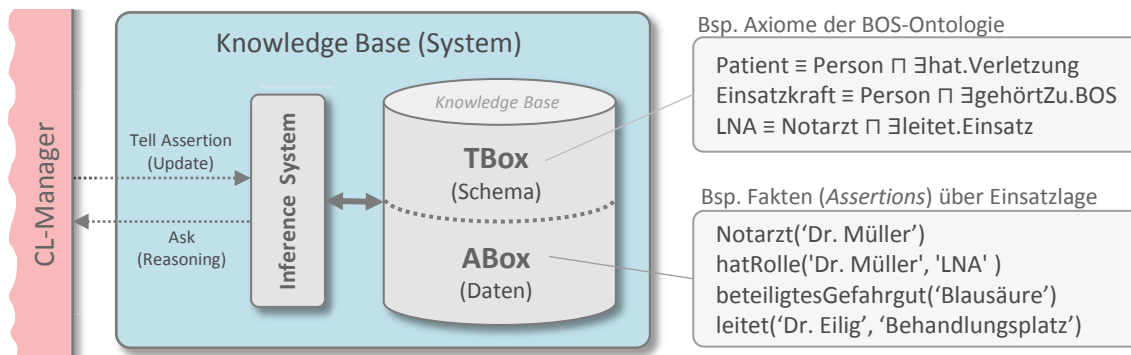 CL-Manager
Knowledge Base (System)
Tell Assertion
(Update)
Ask
(Reasoning)
Inference System
Knowledge Base
TBox
(Schema)
ABox
(Daten)
Bsp. Axiome der BOS-Ontologie
Patient ≡ Person ⊓ ∃hat.Verletzung
Einsatzkraft ≡ Person ⊓ ∃gehörtZu.BOS
LNA ≡ Notarzt ⊓ ∃leitet.Einsatz
Bsp. Fakten (Assertions) über Einsatzlage
Notarzt(‘Dr. Müller’)
hatRolle('Dr. Müller', 'LNA' )
beteiligtesGefahrgut(‘Blausäure’)
leitet(‘Dr. Eilig’, ‘Behandlungsplatz’)